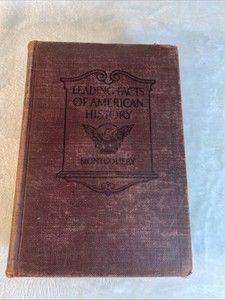 LEADING FACTS
OF AMERICAN
HISTORY
MONTGOMERY